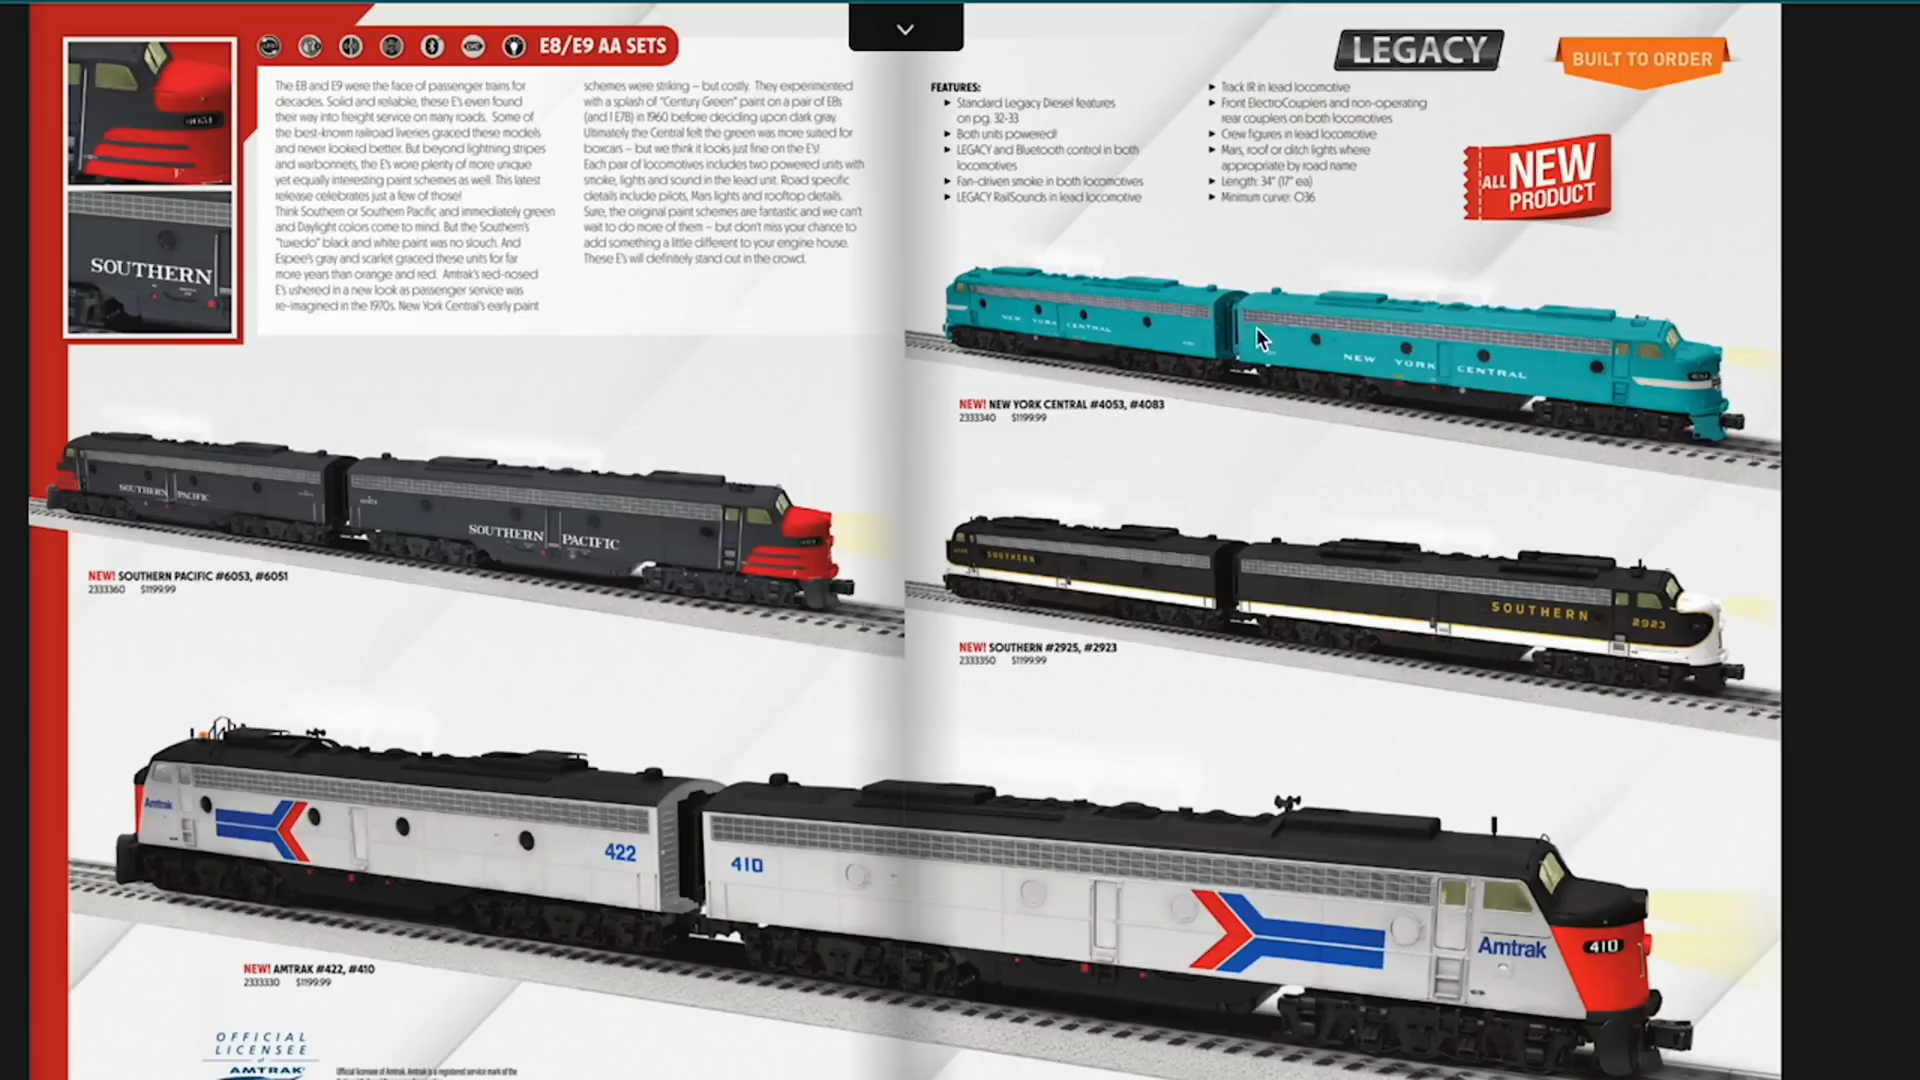 E8/E9 AA SETS
The E8 and E9 were the face of passenger trains for
decades. Solid and reliable, these E's even found
their way into freight service on many roads. Some of
the best-known railroad liveries graced these models
and never looked better. But beyond lightning stripes
and warbonnets, the E's wore plenty of more unique
yet equally interesting paint schemes as well. This latest
release celebrates just a few of those!
Think Southern or Southern Pacific and immediately green
and Daylight colors come to mind. But the Southern's
"tuxedo" black and white paint was no slouch. And
Espee's gray and scarlet graced these units for far
more years than orange and red. Amtrak's red-nosed
E's ushered in a new look as passenger service was
re-imagined in the 1970s. New York Central's early paint
schemes were striking – but costly. They experimented
with a splash of "Century Green" paint on a pair of E8s
(and 1 E7B) in 1960 before deciding upon dark gray.
Ultimately the Central felt the green was more suited for
boxcars – but we think it looks just fine on the E's!
Each pair of locomotives includes two powered units with
smoke, lights and sound in the lead unit. Road specific
details include pilots, Mars lights and rooftop details.
Sure, the original paint schemes are fantastic and we can't
wait to do more of them – but don't miss your chance to
add something a little different to your engine house.
These E's will definitely stand out in the crowd.
SOUTHERN
LEGACY
BUILT TO ORDER
FEATURES:
► Standard Legacy Diesel features
on pg. 32-33
► Both units powered!
► LEGACY and Bluetooth control in both
locomotives
► Fan-driven smoke in both locomotives
► LEGACY RailSounds in lead locomotive
► Track IR in lead locomotive
► Front ElectroCouplers and non-operating
rear couplers on both locomotives
► Crew figures in lead locomotive
► Mars, roof or ditch lights where
appropriate by road name
► Length: 34" (17" ea)
► Minimum curve: O36
ALL NEW
PRODUCT
NEW YORK CENTRAL
NEW YORK CENTRAL
NEW! NEW YORK CENTRAL #4053, #4083
2333340 $1199.99
SOUTHERN PACIFIC
SOUTHERN PACIFIC
NEW! SOUTHERN PACIFIC #6053, #6051
2333360 $1199.99
SOUTHERN
SOUTHERN
2923
NEW! SOUTHERN #2925, #2923
2333350 $1199.99
Amtrak
422
410
Amtrak
410
NEW! AMTRAK #422, #410
2333330 $1199.99
OFFICIAL
LICENSEE
of
AMTRAK
Official licensee of Amtrak. Amtrak is a registered service mark of the